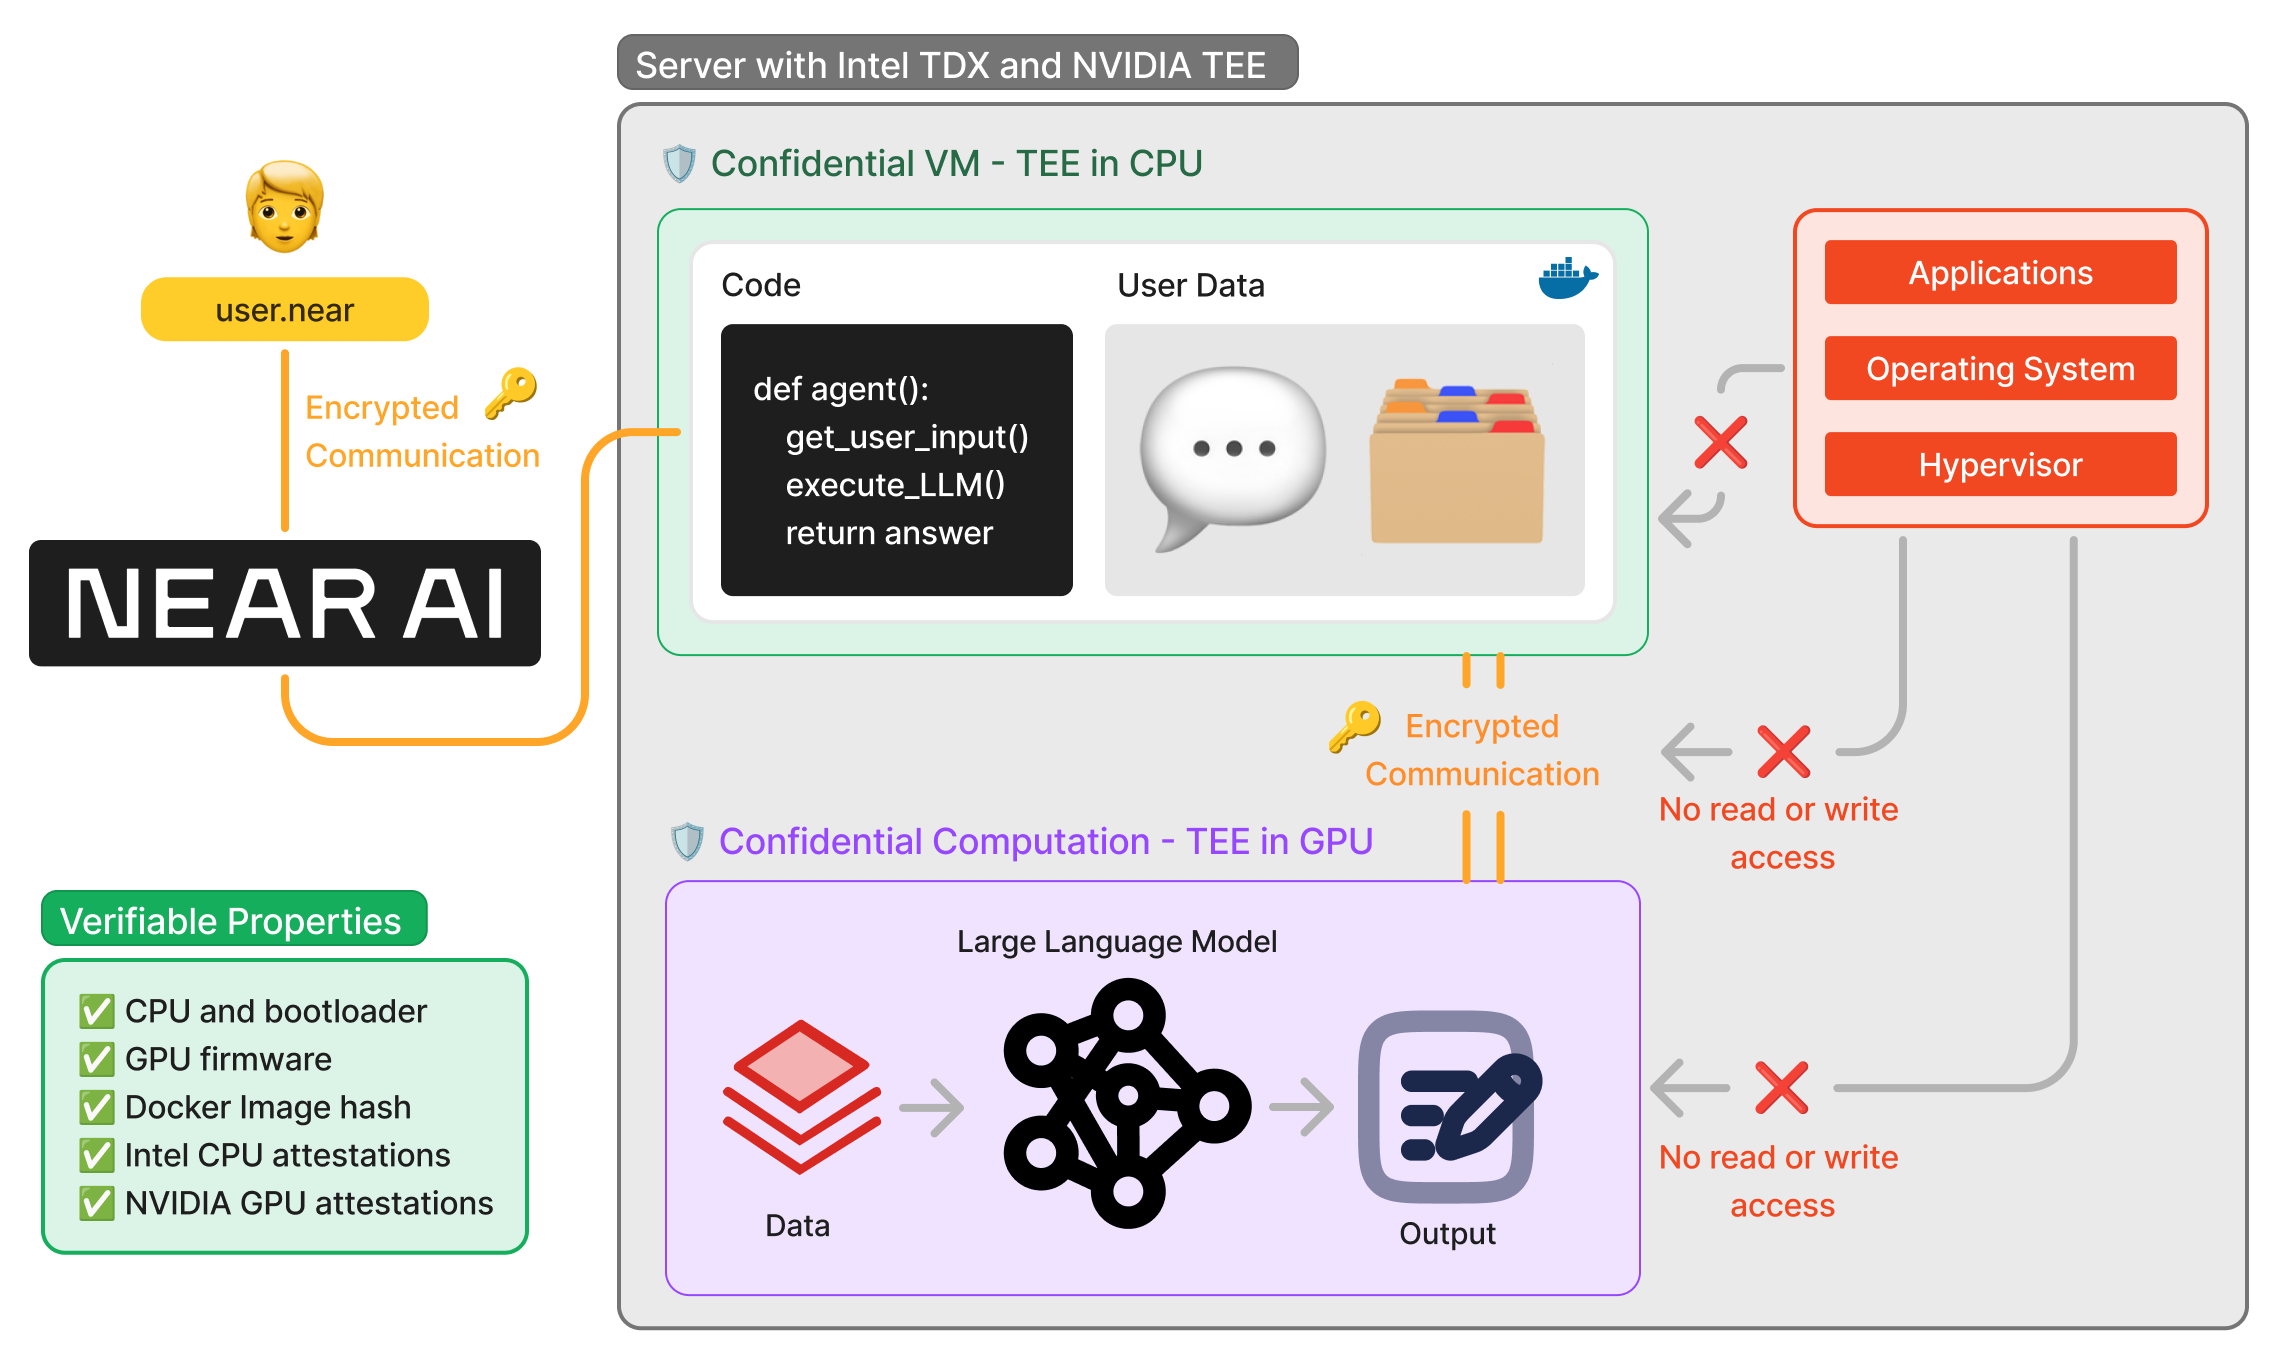 Server with Intel TDX and NVIDIA TEE
Confidential VM - TEE in CPU
user.near
Encrypted
Communication
NEAR AI
Code
def agent():
get_user_input()
execute_LLM()
return answer
User Data
Applications
Operating System
Hypervisor
Encrypted
Communication
No read or write
access
Confidential Computation - TEE in GPU
Large Language Model
Data
Output
No read or write
access
Verifiable Properties
CPU and bootloader
GPU firmware
Docker Image hash
Intel CPU attestations
NVIDIA GPU attestations